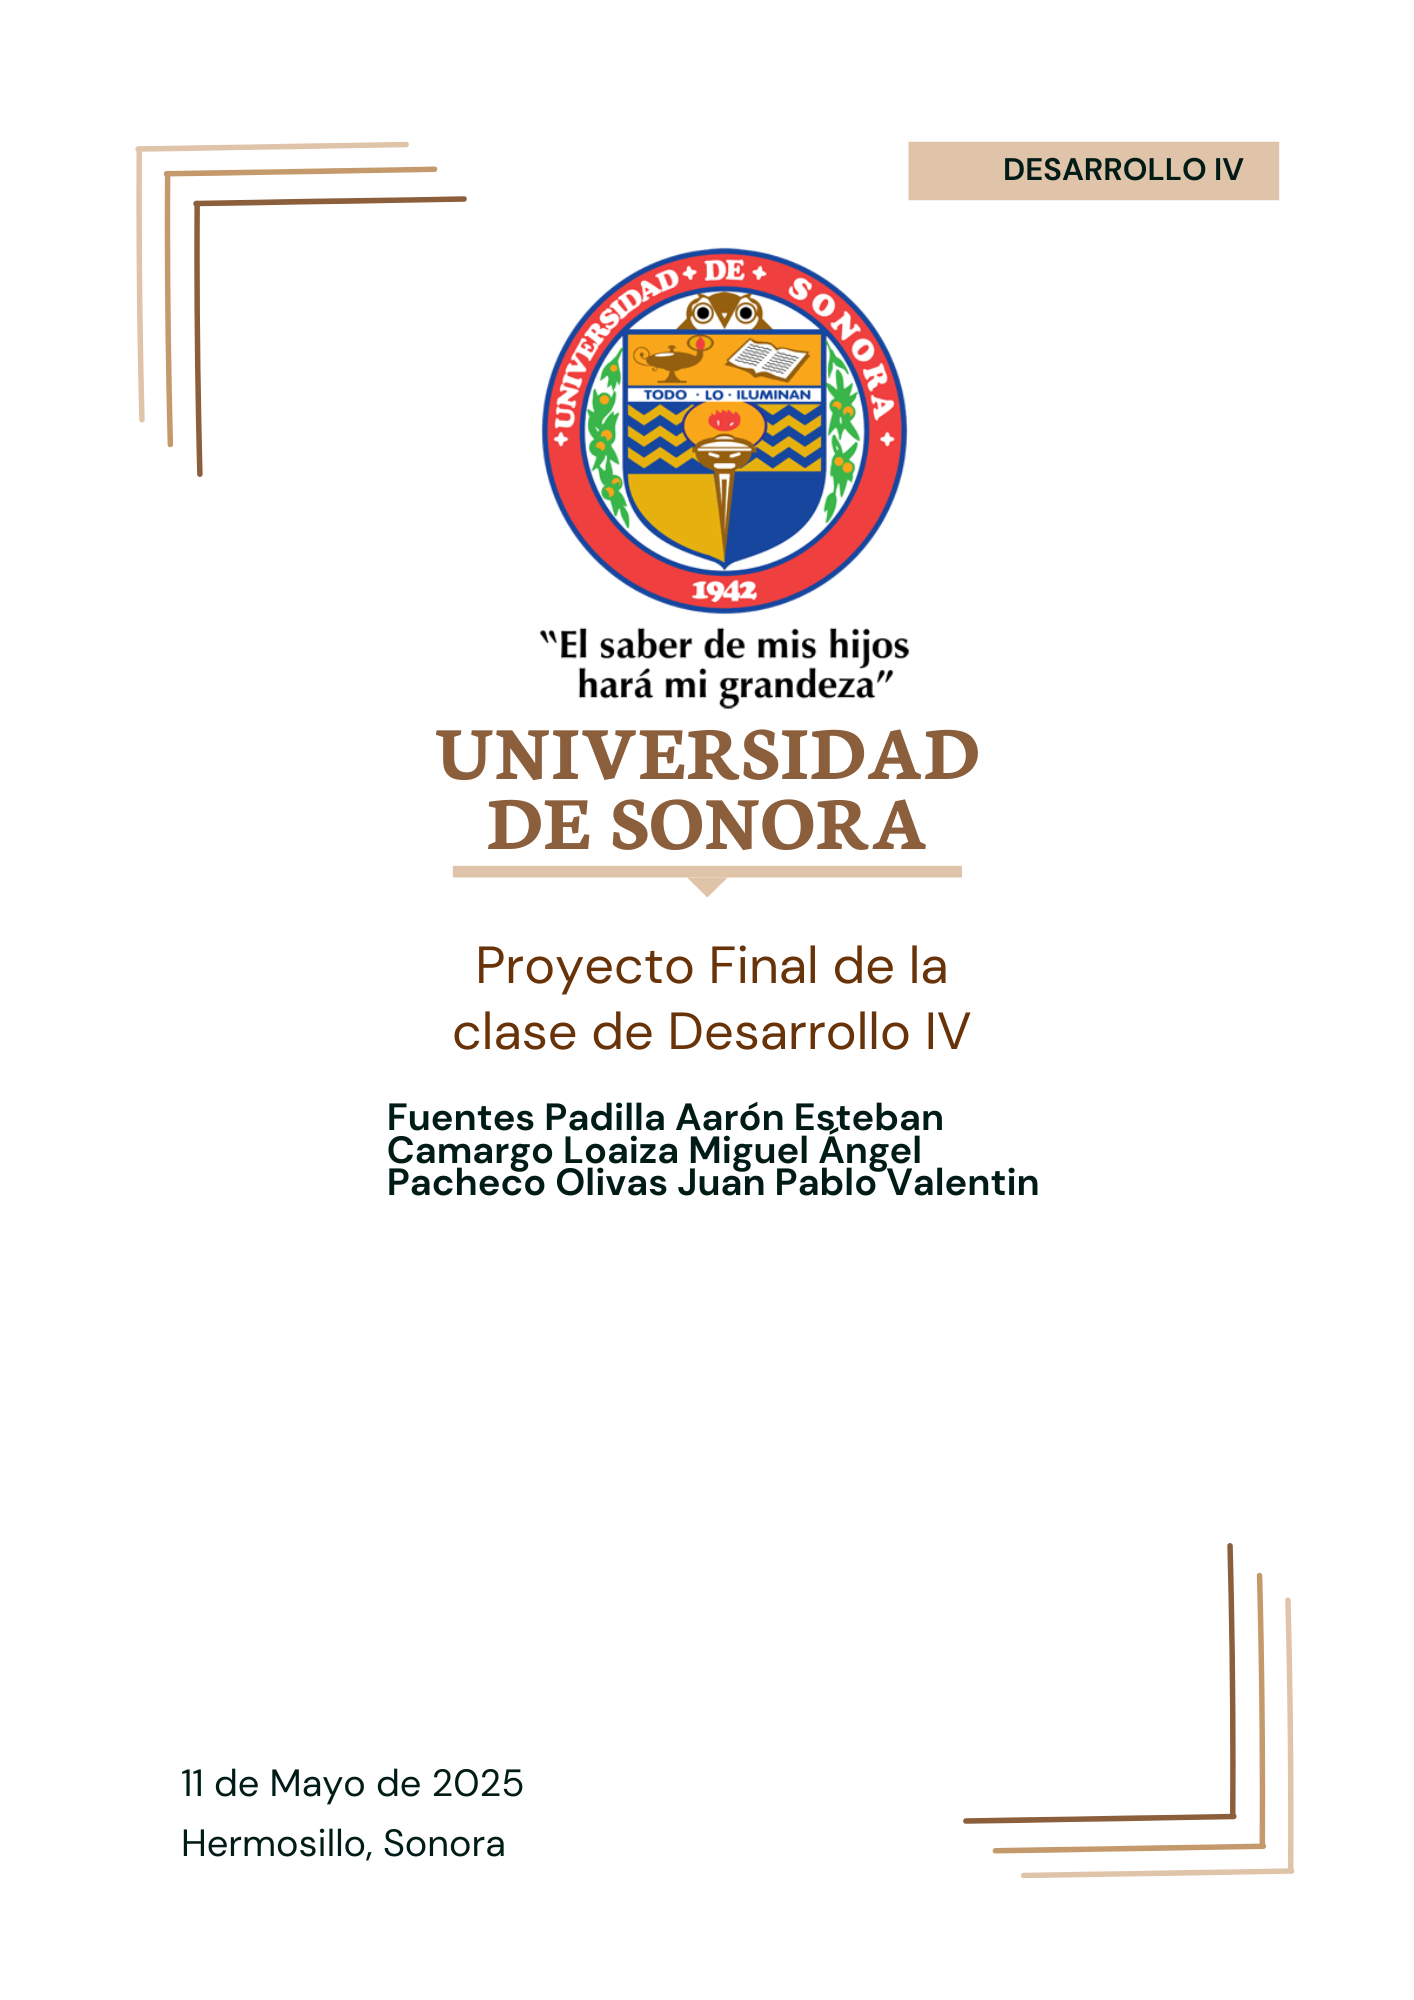 DESARROLLO IV
UNIVERSIDAD DE SONORA
TODO · LO · ILUMINAN
1942
“El saber de mis hijos
hará mi grandeza”
UNIVERSIDAD
DE SONORA
Proyecto Final de la
clase de Desarrollo IV
Fuentes Padilla Aarón Esteban
Camargo Loaiza Miguel Ángel
Pacheco Olivas Juan Pablo Valentin
11 de Mayo de 2025
Hermosillo, Sonora